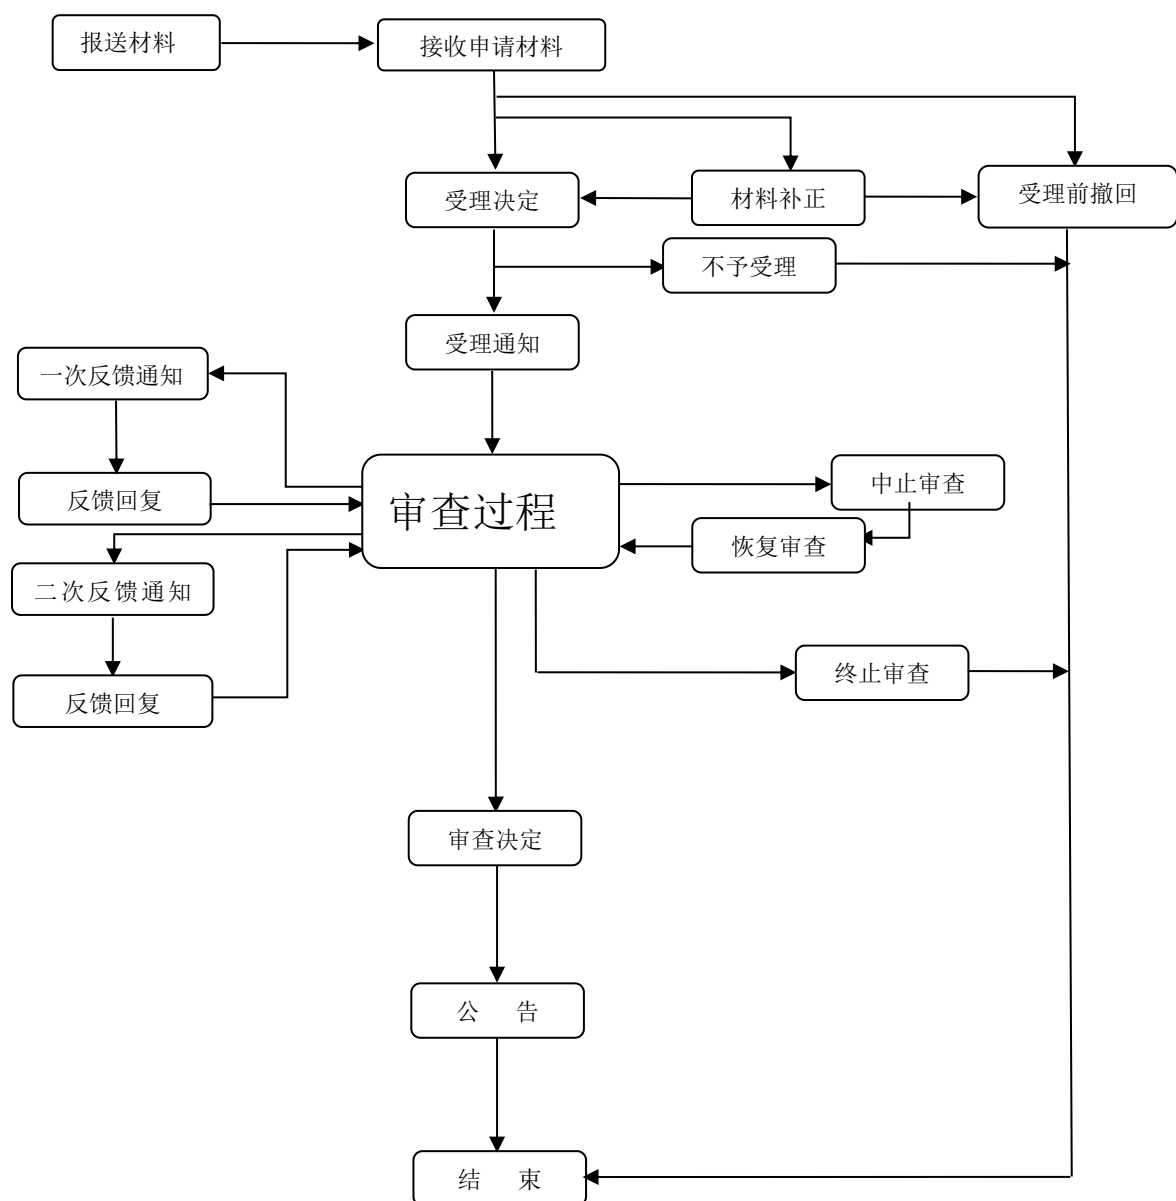 报送材料
接收申请材料
受理决定
材料补正
受理前撤回
不予受理
受理通知
一次反馈通知
反馈回复
审查过程
中止审查
恢复审查
二次反馈通知
反馈回复
终止审查
审查决定
公 告
结 束